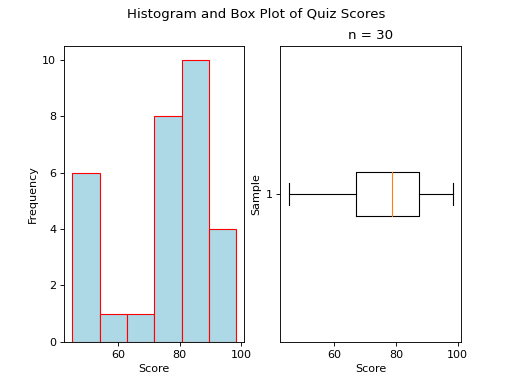 Histogram and Box Plot of Quiz Scores
10
8
6
4
2
0
60 80 100
Frequency
Score
n = 30
1
60 80 100
Sample
Score